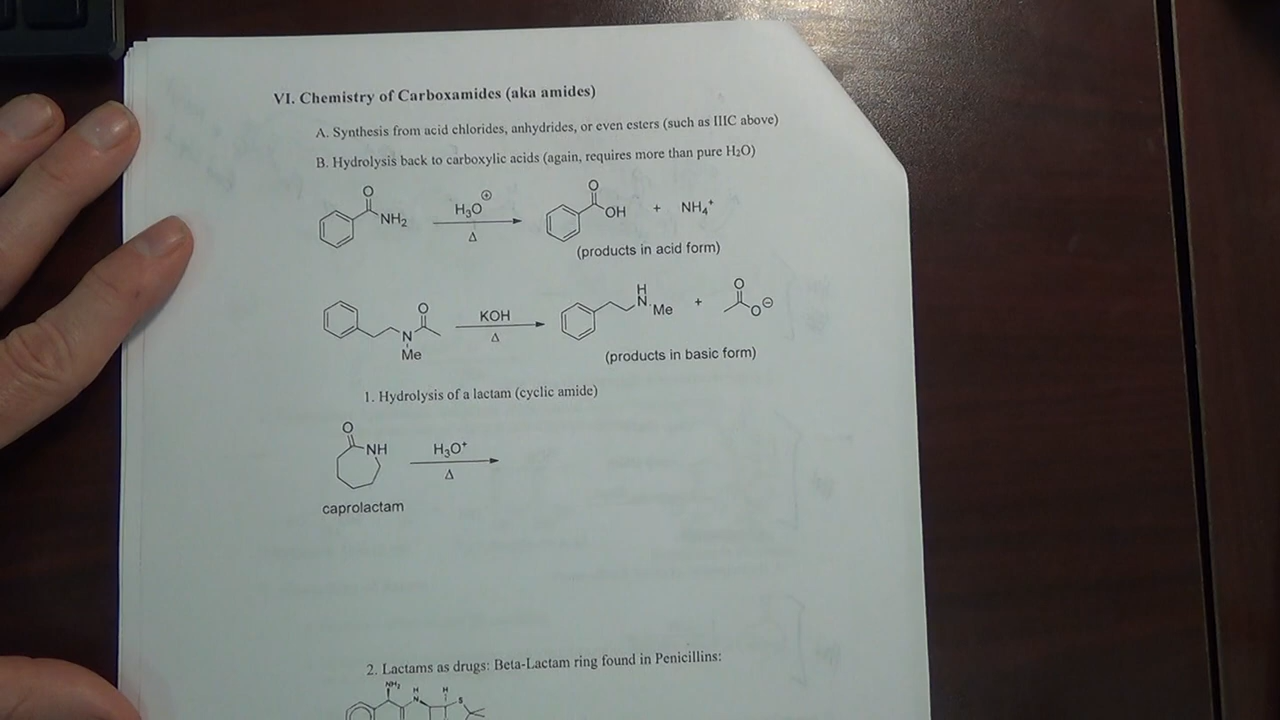 VI. Chemistry of Carboxamides (aka amides)
A. Synthesis from acid chlorides, anhydrides, or even esters (such as IIIC above)
B. Hydrolysis back to carboxylic acids (again, requires more than pure H₂O)
O NH₂ H₃O⊕ Δ O OH + NH₄⁺
(products in acid form)
O N Me KOH Δ H N Me + O O⊖
(products in basic form)
1. Hydrolysis of a lactam (cyclic amide)
O NH H₃O⁺ Δ
caprolactam
2. Lactams as drugs: Beta-Lactam ring found in Penicillins:
NH₂ H N H S